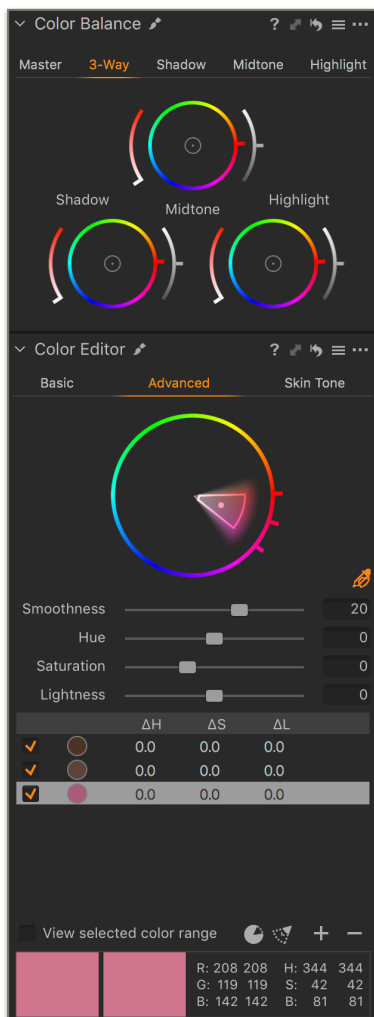 Color Balance
?
Master 3-Way Shadow Midtone Highlight
Shadow Midtone Highlight
Color Editor
?
Basic Advanced Skin Tone
Smoothness 20
Hue 0
Saturation 0
Lightness 0
ΔH ΔS ΔL
0.0 0.0 0.0
0.0 0.0 0.0
0.0 0.0 0.0
View selected color range
R: 208 208 H: 344 344
G: 119 119 S: 42 42
B: 142 142 B: 81 81